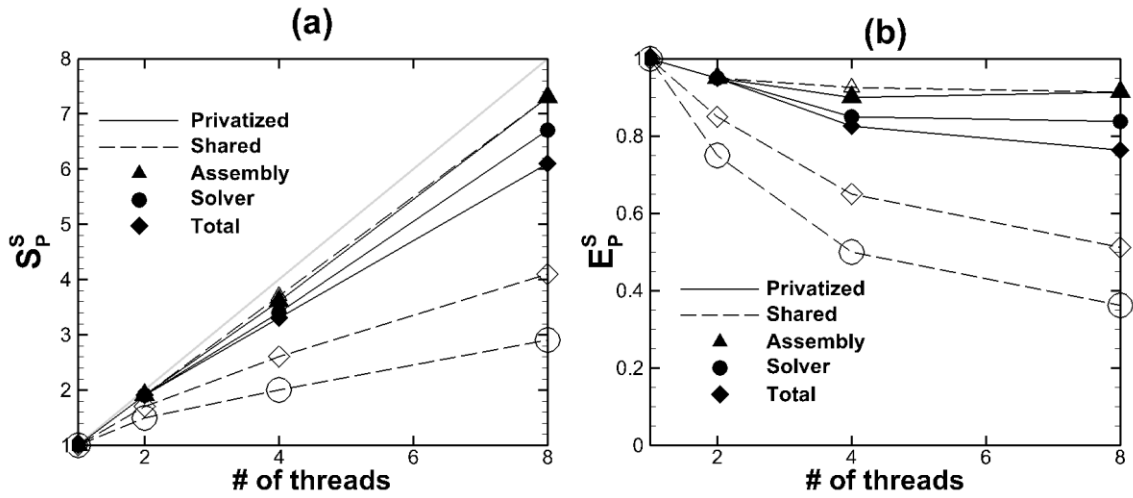 (a)
8
7
6
5
4
3
2
1
Privatized
Shared
Assembly
Solver
Total
S_P^S
2
4
6
8
# of threads
(b)
1
0.8
0.6
0.4
0.2
0
Privatized
Shared
Assembly
Solver
Total
E_P^S
2
4
6
8
# of threads